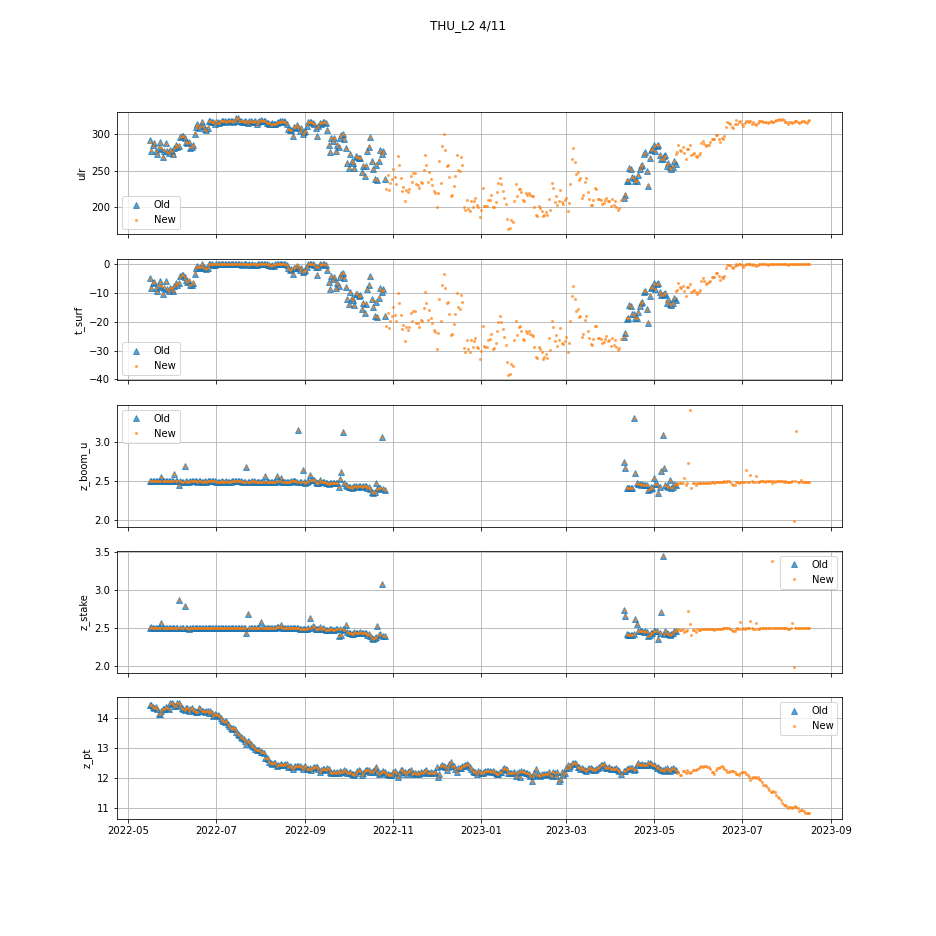 THU_L2 4/11
300
250
200
ulr
Old
New
0
−10
−20
−30
−40
t_surf
Old
New
3.0
2.5
2.0
z_boom_u
Old
New
3.5
3.0
2.5
2.0
z_stake
Old
New
14
13
12
11
z_pt
Old
New
2022-05 2022-07 2022-09 2022-11 2023-01 2023-03 2023-05 2023-07 2023-09